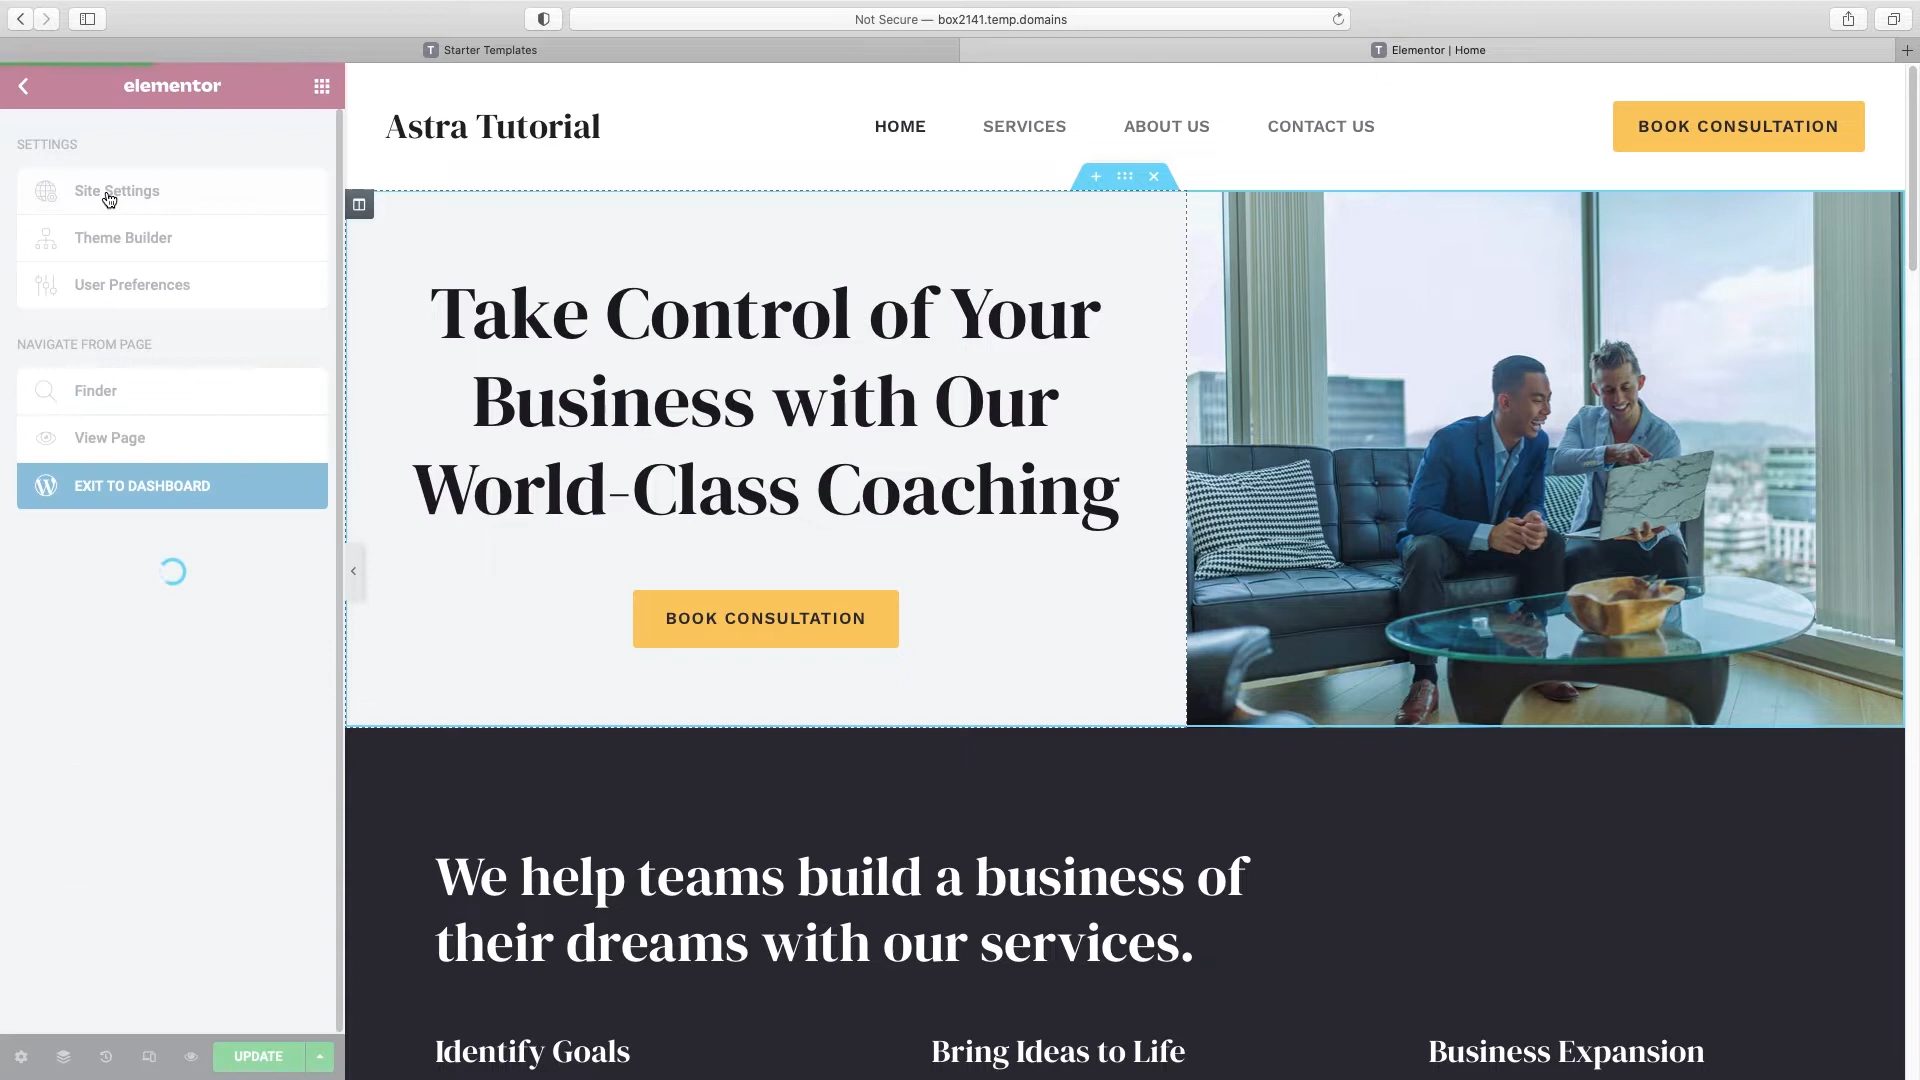 Not Secure — box2141.temp.domains
T Starter Templates
T Elementor | Home
elementor
SETTINGS
Site Settings
Theme Builder
User Preferences
NAVIGATE FROM PAGE
Finder
View Page
EXIT TO DASHBOARD
UPDATE
Astra Tutorial
HOME
SERVICES
ABOUT US
CONTACT US
BOOK CONSULTATION
Take Control of Your
Business with Our
World-Class Coaching
BOOK CONSULTATION
We help teams build a business of
their dreams with our services.
Identify Goals
Bring Ideas to Life
Business Expansion